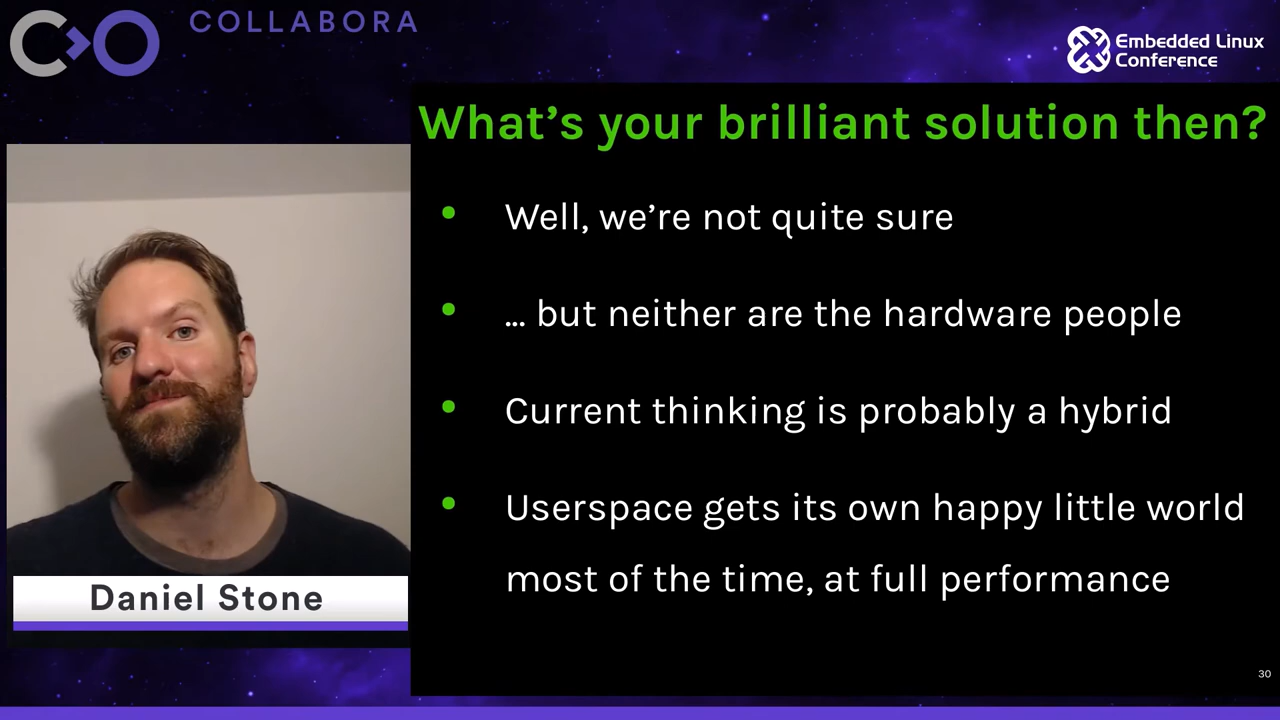 COLLABORA
Embedded Linux
Conference
What's your brilliant solution then?
• Well, we're not quite sure
• … but neither are the hardware people
• Current thinking is probably a hybrid
• Userspace gets its own happy little world
most of the time, at full performance
Daniel Stone
30